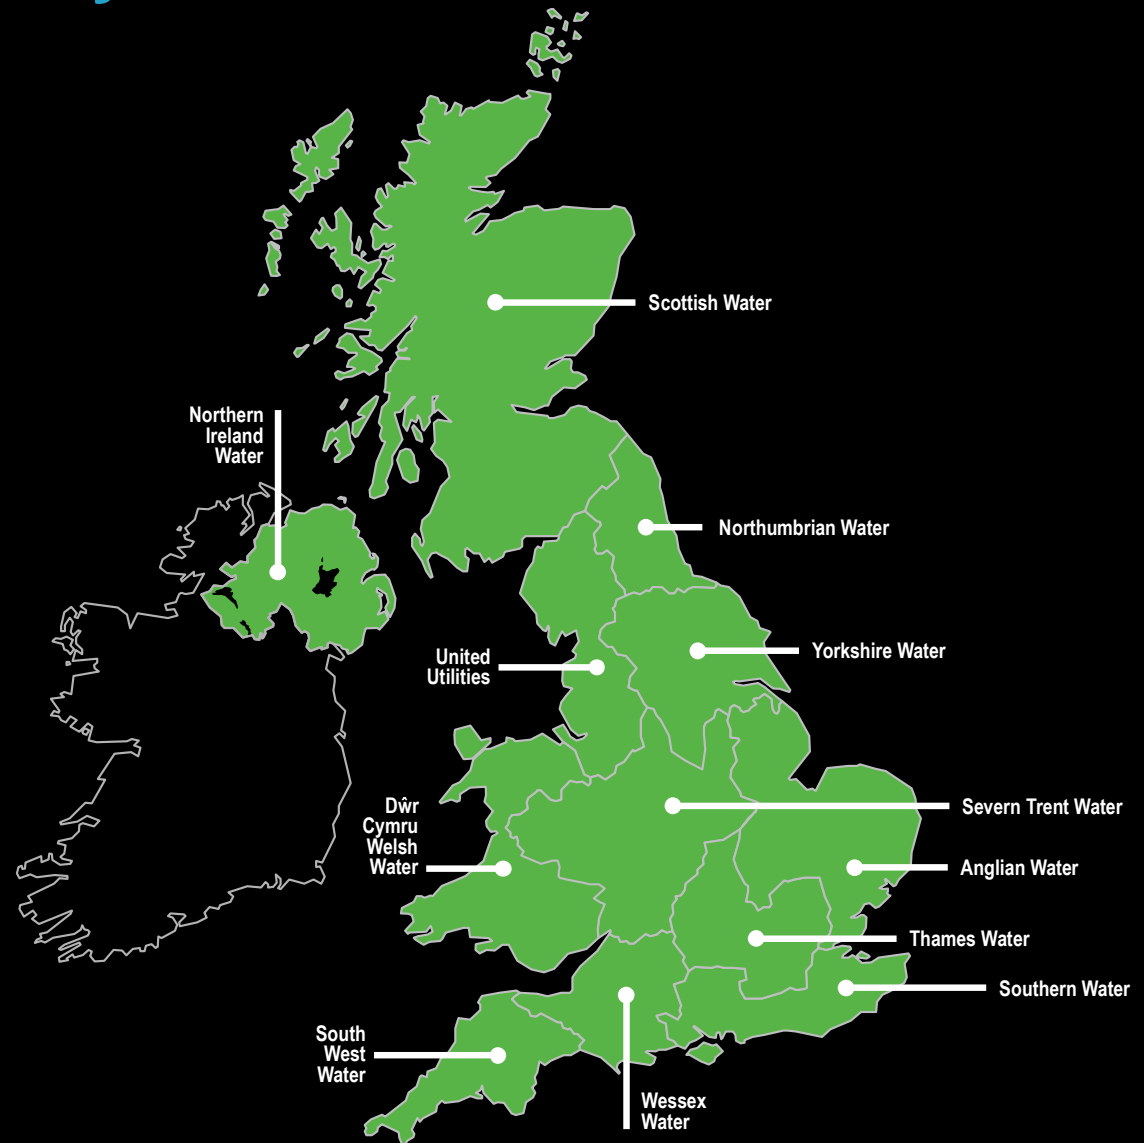 Scottish Water
Northern
Ireland
Water
Northumbrian Water
Yorkshire Water
United
Utilities
Dŵr
Cymru
Welsh
Water
Severn Trent Water
Anglian Water
Thames Water
Southern Water
South
West
Water
Wessex
Water